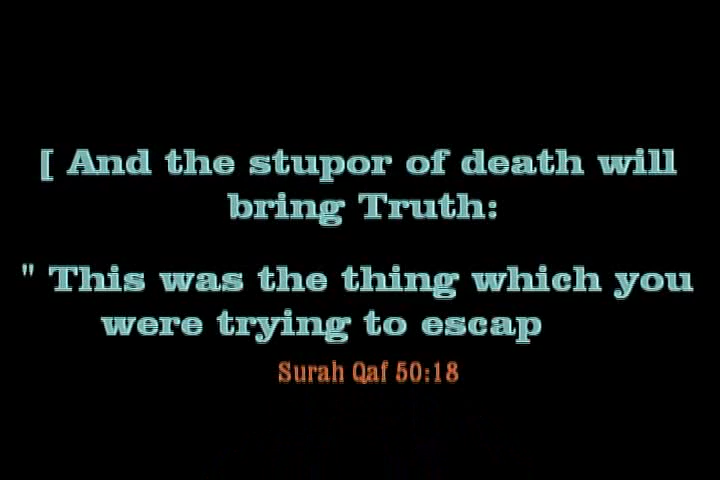 [ And the stupor of death will
bring Truth:
" This was the thing which you
were trying to escap
Surah Qaf 50:18